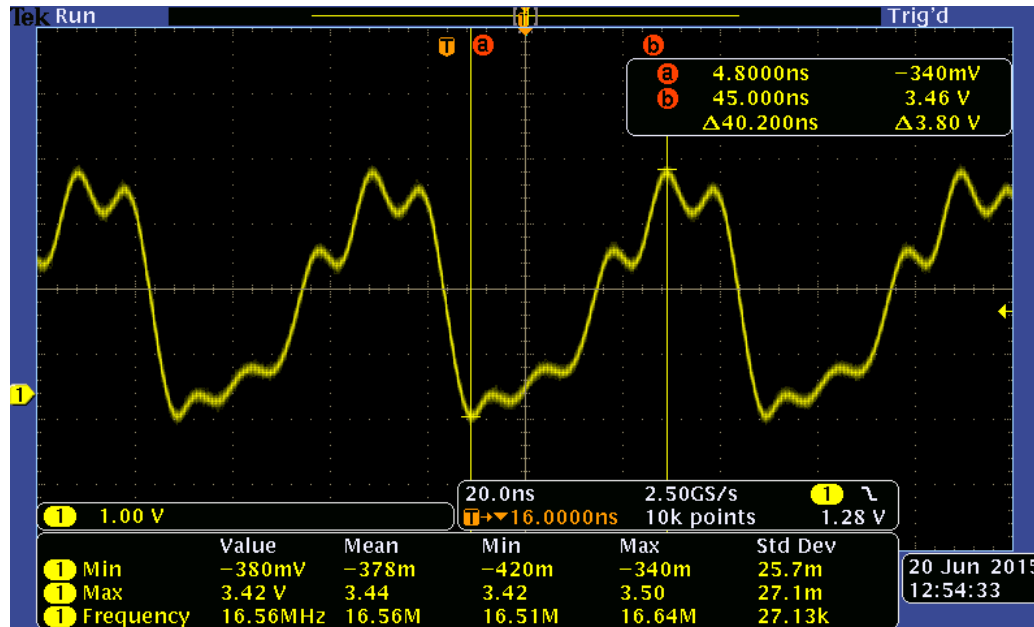 Tek Run Trig'd
T a b
a 4.8000ns −340mV
b 45.000ns 3.46 V
Δ40.200ns Δ3.80 V
1
1 1.00 V
20.0ns 2.50GS/s 1
T→▼16.0000ns 10k points 1.28 V
Value Mean Min Max Std Dev
1 Min −380mV −378m −420m −340m 25.7m
1 Max 3.42 V 3.44 3.42 3.50 27.1m
1 Frequency 16.56MHz 16.56M 16.51M 16.64M 27.13k
20 Jun 2015
12:54:33